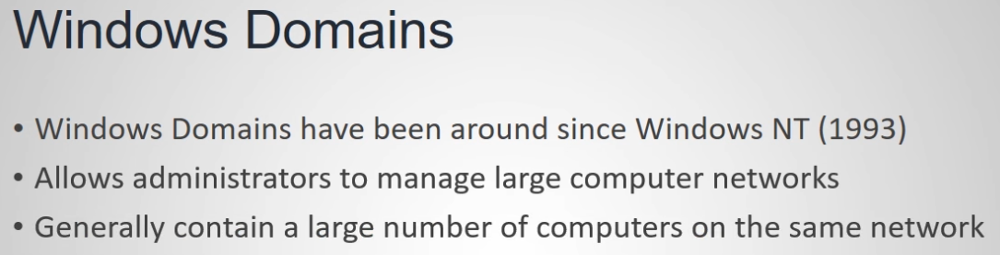 Windows Domains
• Windows Domains have been around since Windows NT (1993)
• Allows administrators to manage large computer networks
• Generally contain a large number of computers on the same network